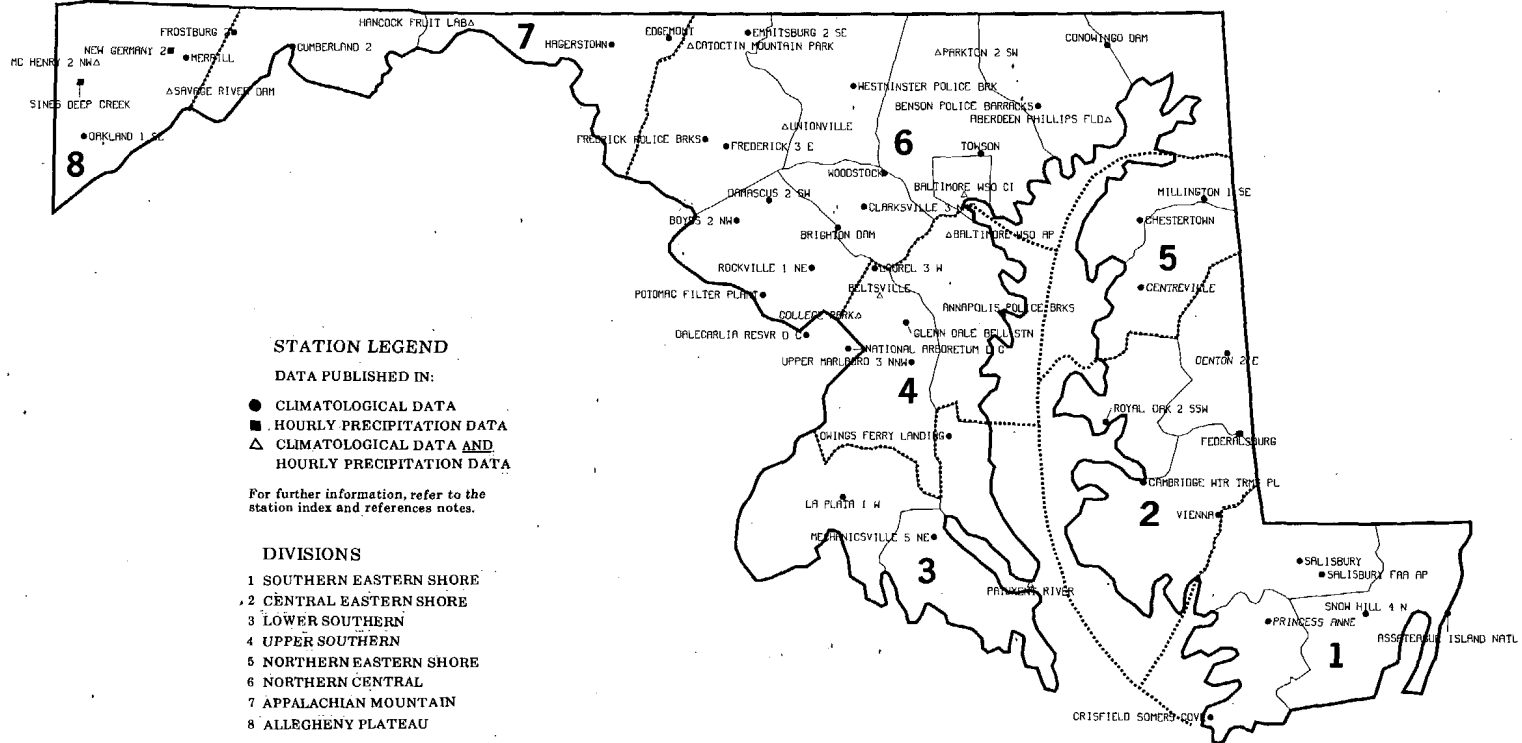 HANCOCK FRUIT LAB
7
EDGEMONT
EMMITSBURG 2 SE
CATOCTIN MOUNTAIN PARK
HAGERSTOWN
FROSTBURG 2
NEW GERMANY 2
CUMBERLAND 2
MERRILL
MC HENRY 2 NW
SAVAGE RIVER DAM
SINES DEEP CREEK
OAKLAND 1 SE
8
CONOWINGO DAM
PARKTON 2 SW
WESTMINSTER POLICE BRK
BENSON POLICE BARRACKS
ABERDEEN PHILLIPS FLD
UNIONVILLE
6
FREDRICK POLICE BRKS
FREDERICK 3 E
TOWSON
WOODSTOCK
BALTIMORE WSO CI
DAMASCUS 2 SW
CLARKSVILLE 3 NNE
BOYDS 2 NW
BRIGHTON DAM
BALTIMORE WSO AP
MILLINGTON 1 SE
CHESTERTOWN
5
CENTREVILLE
ROCKVILLE 1 NE
LAUREL 3 W
BELTSVILLE
POTOMAC FILTER PLANT
COLLEGE PARK
ANNAPOLIS POLICE BRKS
DALECARLIA RESVR D C
GLENN DALE BELL STN
NATIONAL ARBORETUM D C
UPPER MARLBORO 3 NNW
4
DENTON 2 E
ROYAL OAK 2 SSW
FEDERALSBURG
OWINGS FERRY LANDING
CAMBRIDGE WTR TRMT PL
2
VIENNA
LA PLATA 1 W
MECHANICSVILLE 5 NE
3
PATUXENT RIVER
SALISBURY
SALISBURY FAA AP
SNOW HILL 4 N
PRINCESS ANNE
ASSATEAGUE ISLAND NATL
1
CRISFIELD SOMERS COVE
STATION LEGEND
DATA PUBLISHED IN:
CLIMATOLOGICAL DATA
HOURLY PRECIPITATION DATA
CLIMATOLOGICAL DATA AND
HOURLY PRECIPITATION DATA
For further information, refer to the
station index and references notes.
DIVISIONS
1 SOUTHERN EASTERN SHORE
2 CENTRAL EASTERN SHORE
3 LOWER SOUTHERN
4 UPPER SOUTHERN
5 NORTHERN EASTERN SHORE
6 NORTHERN CENTRAL
7 APPALACHIAN MOUNTAIN
8 ALLEGHENY PLATEAU